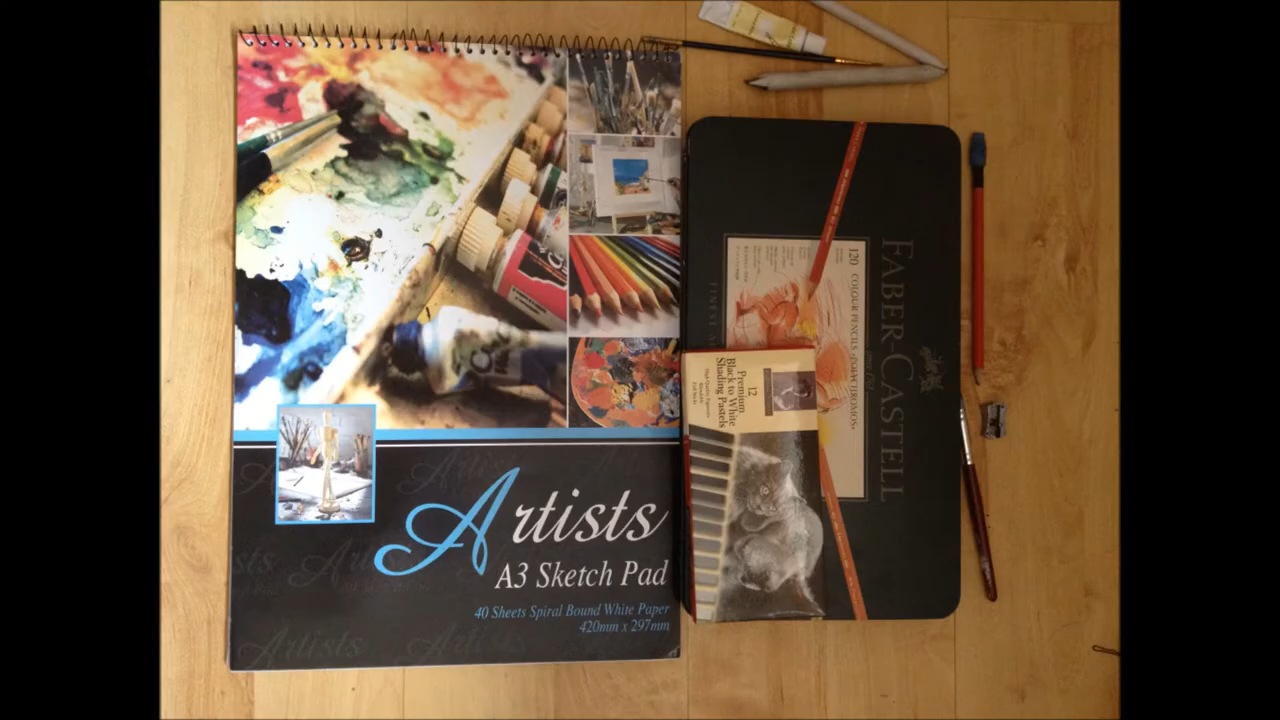 Artists
A3 Sketch Pad
40 Sheets Spiral Bound White Paper
420mm x 297mm
FABER-CASTELL
120 COLOUR PENCILS «POLYCHROMOS»
12
Premium
Black to White
Shading Pastels